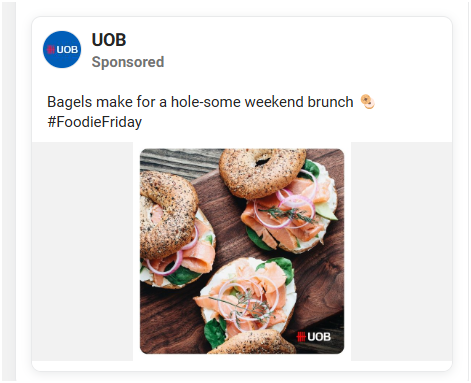 UOB
UOB
Sponsored
Bagels make for a hole-some weekend brunch 🥯
#FoodieFriday
UOB